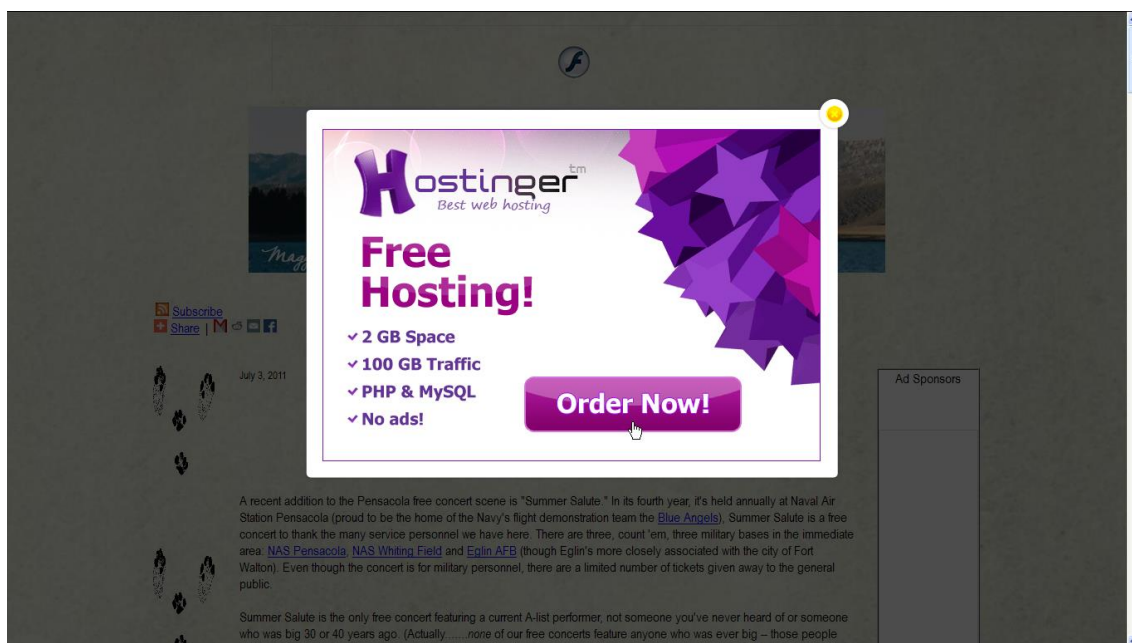 Hostinger tm
Best web hosting
Free
Hosting!
2 GB Space
100 GB Traffic
PHP & MySQL
No ads!
Order Now!
Subscribe
Share |
July 3, 2011
Ad Sponsors
A recent addition to the Pensacola free concert scene is "Summer Salute." In its fourth year, it's held annually at Naval Air
Station Pensacola (proud to be the home of the Navy's flight demonstration team the Blue Angels), Summer Salute is a free
concert to thank the many service personnel we have here. There are three, count 'em, three military bases in the immediate
area: NAS Pensacola, NAS Whiting Field and Eglin AFB (though Eglin's more closely associated with the city of Fort
Walton). Even though the concert is for military personnel, there are a limited number of tickets given away to the general
public.
Summer Salute is the only free concert featuring a current A-list performer, not someone you've never heard of or someone
who was big 30 or 40 years ago. (Actually.......none of our free concerts feature anyone who was ever big – those people